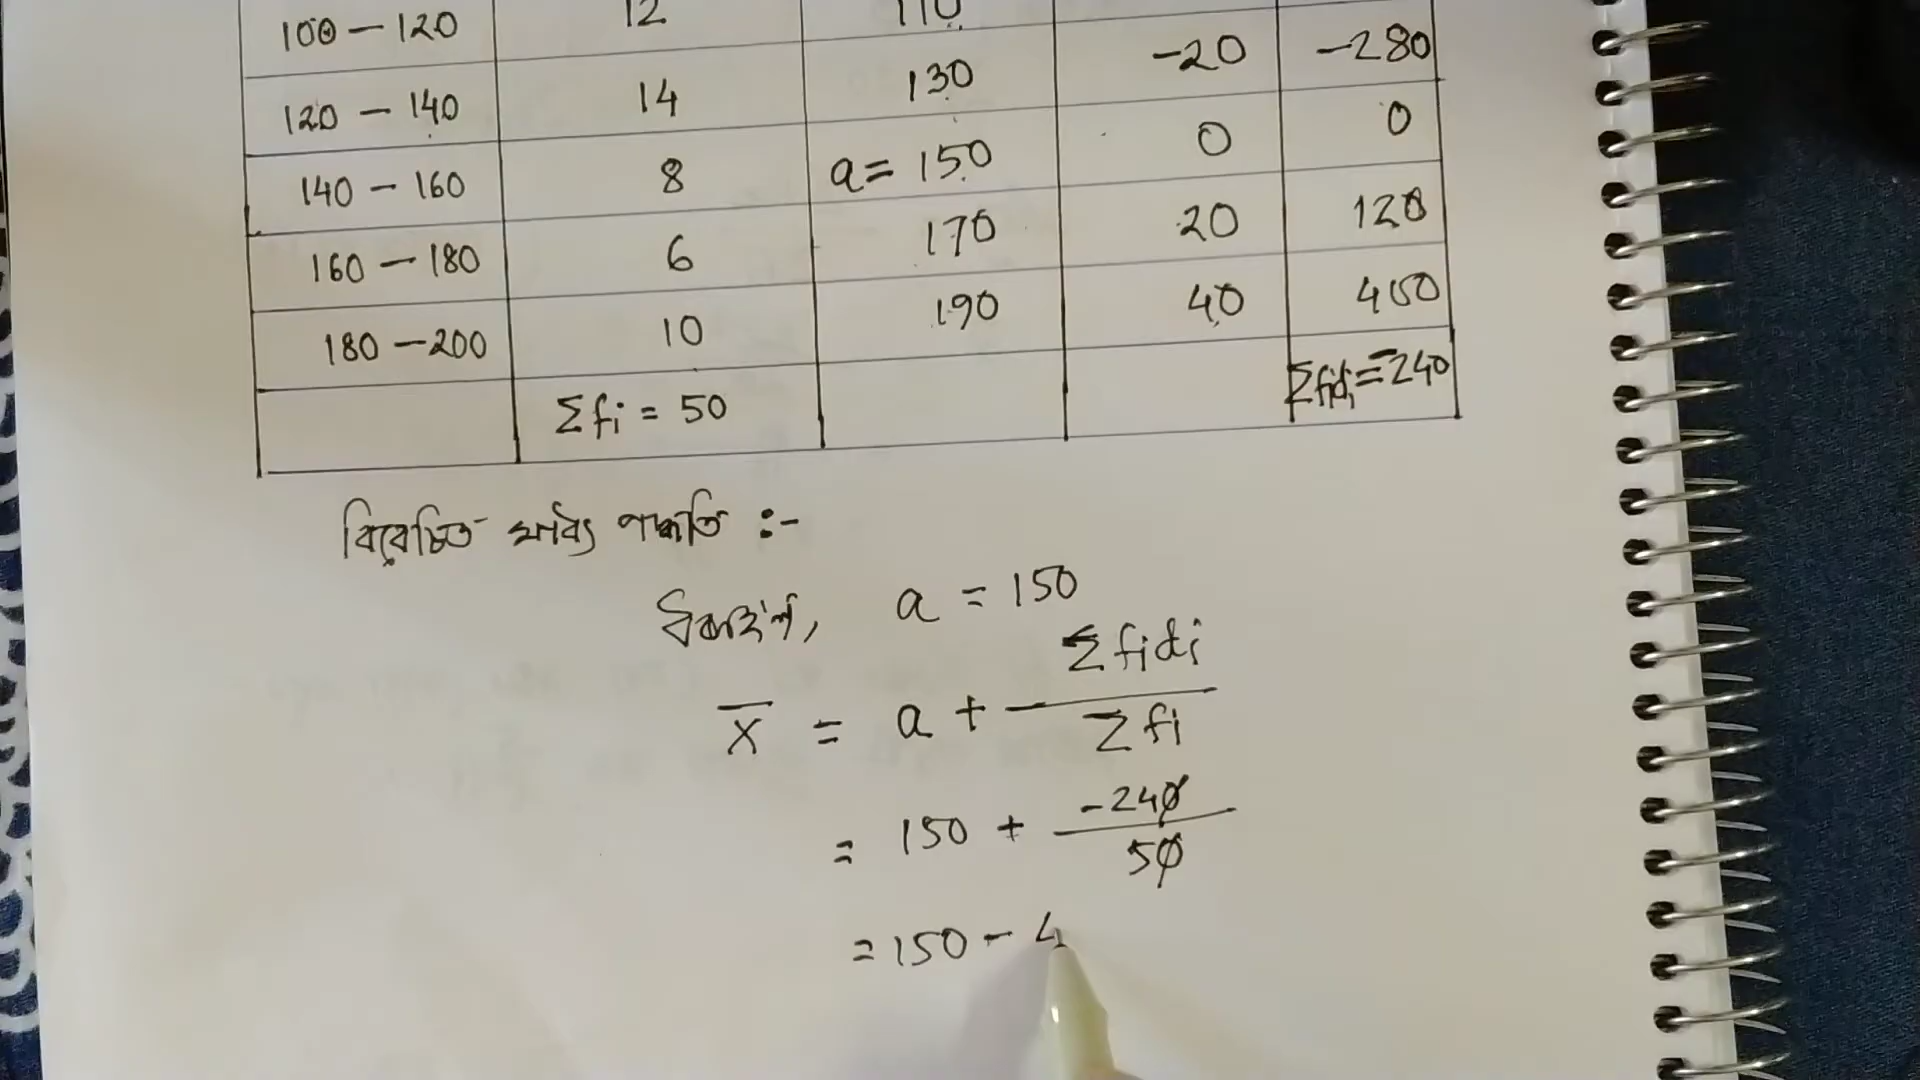 100 – 120 12 110
120 – 140 14 130 -20 -280
140 – 160 8 a = 150 0 0
160 – 180 6 170 20 120
180 – 200 10 190 40 400
Σfi = 50 Σfidi = -240
বিবেচিত মাধ্য পদ্ধতি :-
a = 150
x̄ = a + Σfidi / Σfi
= 150 + -240 / 50
= 150 - 4